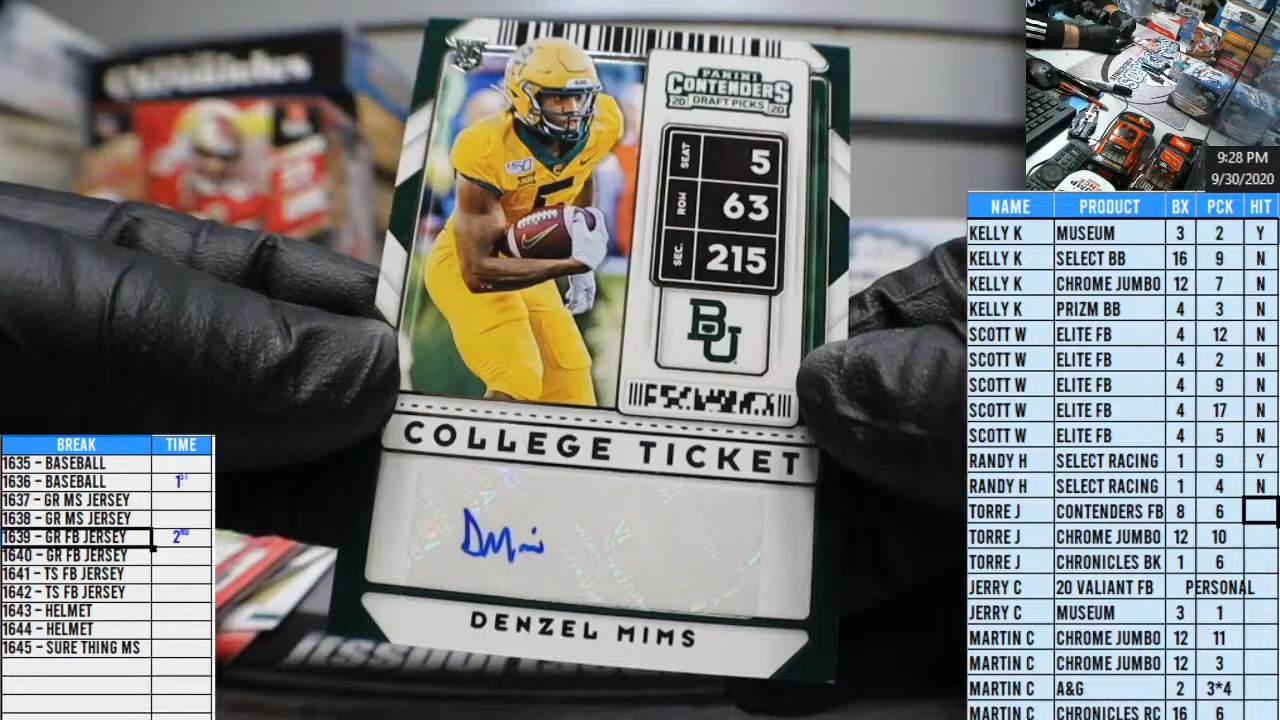 PANINI
CONTENDERS
20 DRAFT PICKS 20
SEAT 5
ROW 63
SEC. 215
BU
150
COLLEGE TICKET
DENZEL MIMS
9:28 PM
9/30/2020
NAME PRODUCT BX PCK HIT
KELLY K MUSEUM 3 2 Y
KELLY K SELECT BB 16 9 N
KELLY K CHROME JUMBO 12 7 N
KELLY K PRIZM BB 4 3 N
SCOTT W ELITE FB 4 12 N
SCOTT W ELITE FB 4 2 N
SCOTT W ELITE FB 4 9 N
SCOTT W ELITE FB 4 17 N
SCOTT W ELITE FB 4 5 N
RANDY H SELECT RACING 1 9 Y
RANDY H SELECT RACING 1 4 N
TORRE J CONTENDERS FB 8 6
TORRE J CHROME JUMBO 12 10
TORRE J CHRONICLES BK 1 6
JERRY C 20 VALIANT FB PERSONAL
JERRY C MUSEUM 3 1
MARTIN C CHROME JUMBO 12 11
MARTIN C CHROME JUMBO 12 3
MARTIN C A&G 2 3*4
MARTIN C CHRONICLES RC 16 6
BREAK TIME
1635 - BASEBALL
1636 - BASEBALL 1ST
1637 - GR MS JERSEY
1638 - GR MS JERSEY
1639 - GR FB JERSEY 2ND
1640 - GR FB JERSEY
1641 - TS FB JERSEY
1642 - TS FB JERSEY
1643 - HELMET
1644 - HELMET
1645 - SURE THING MS